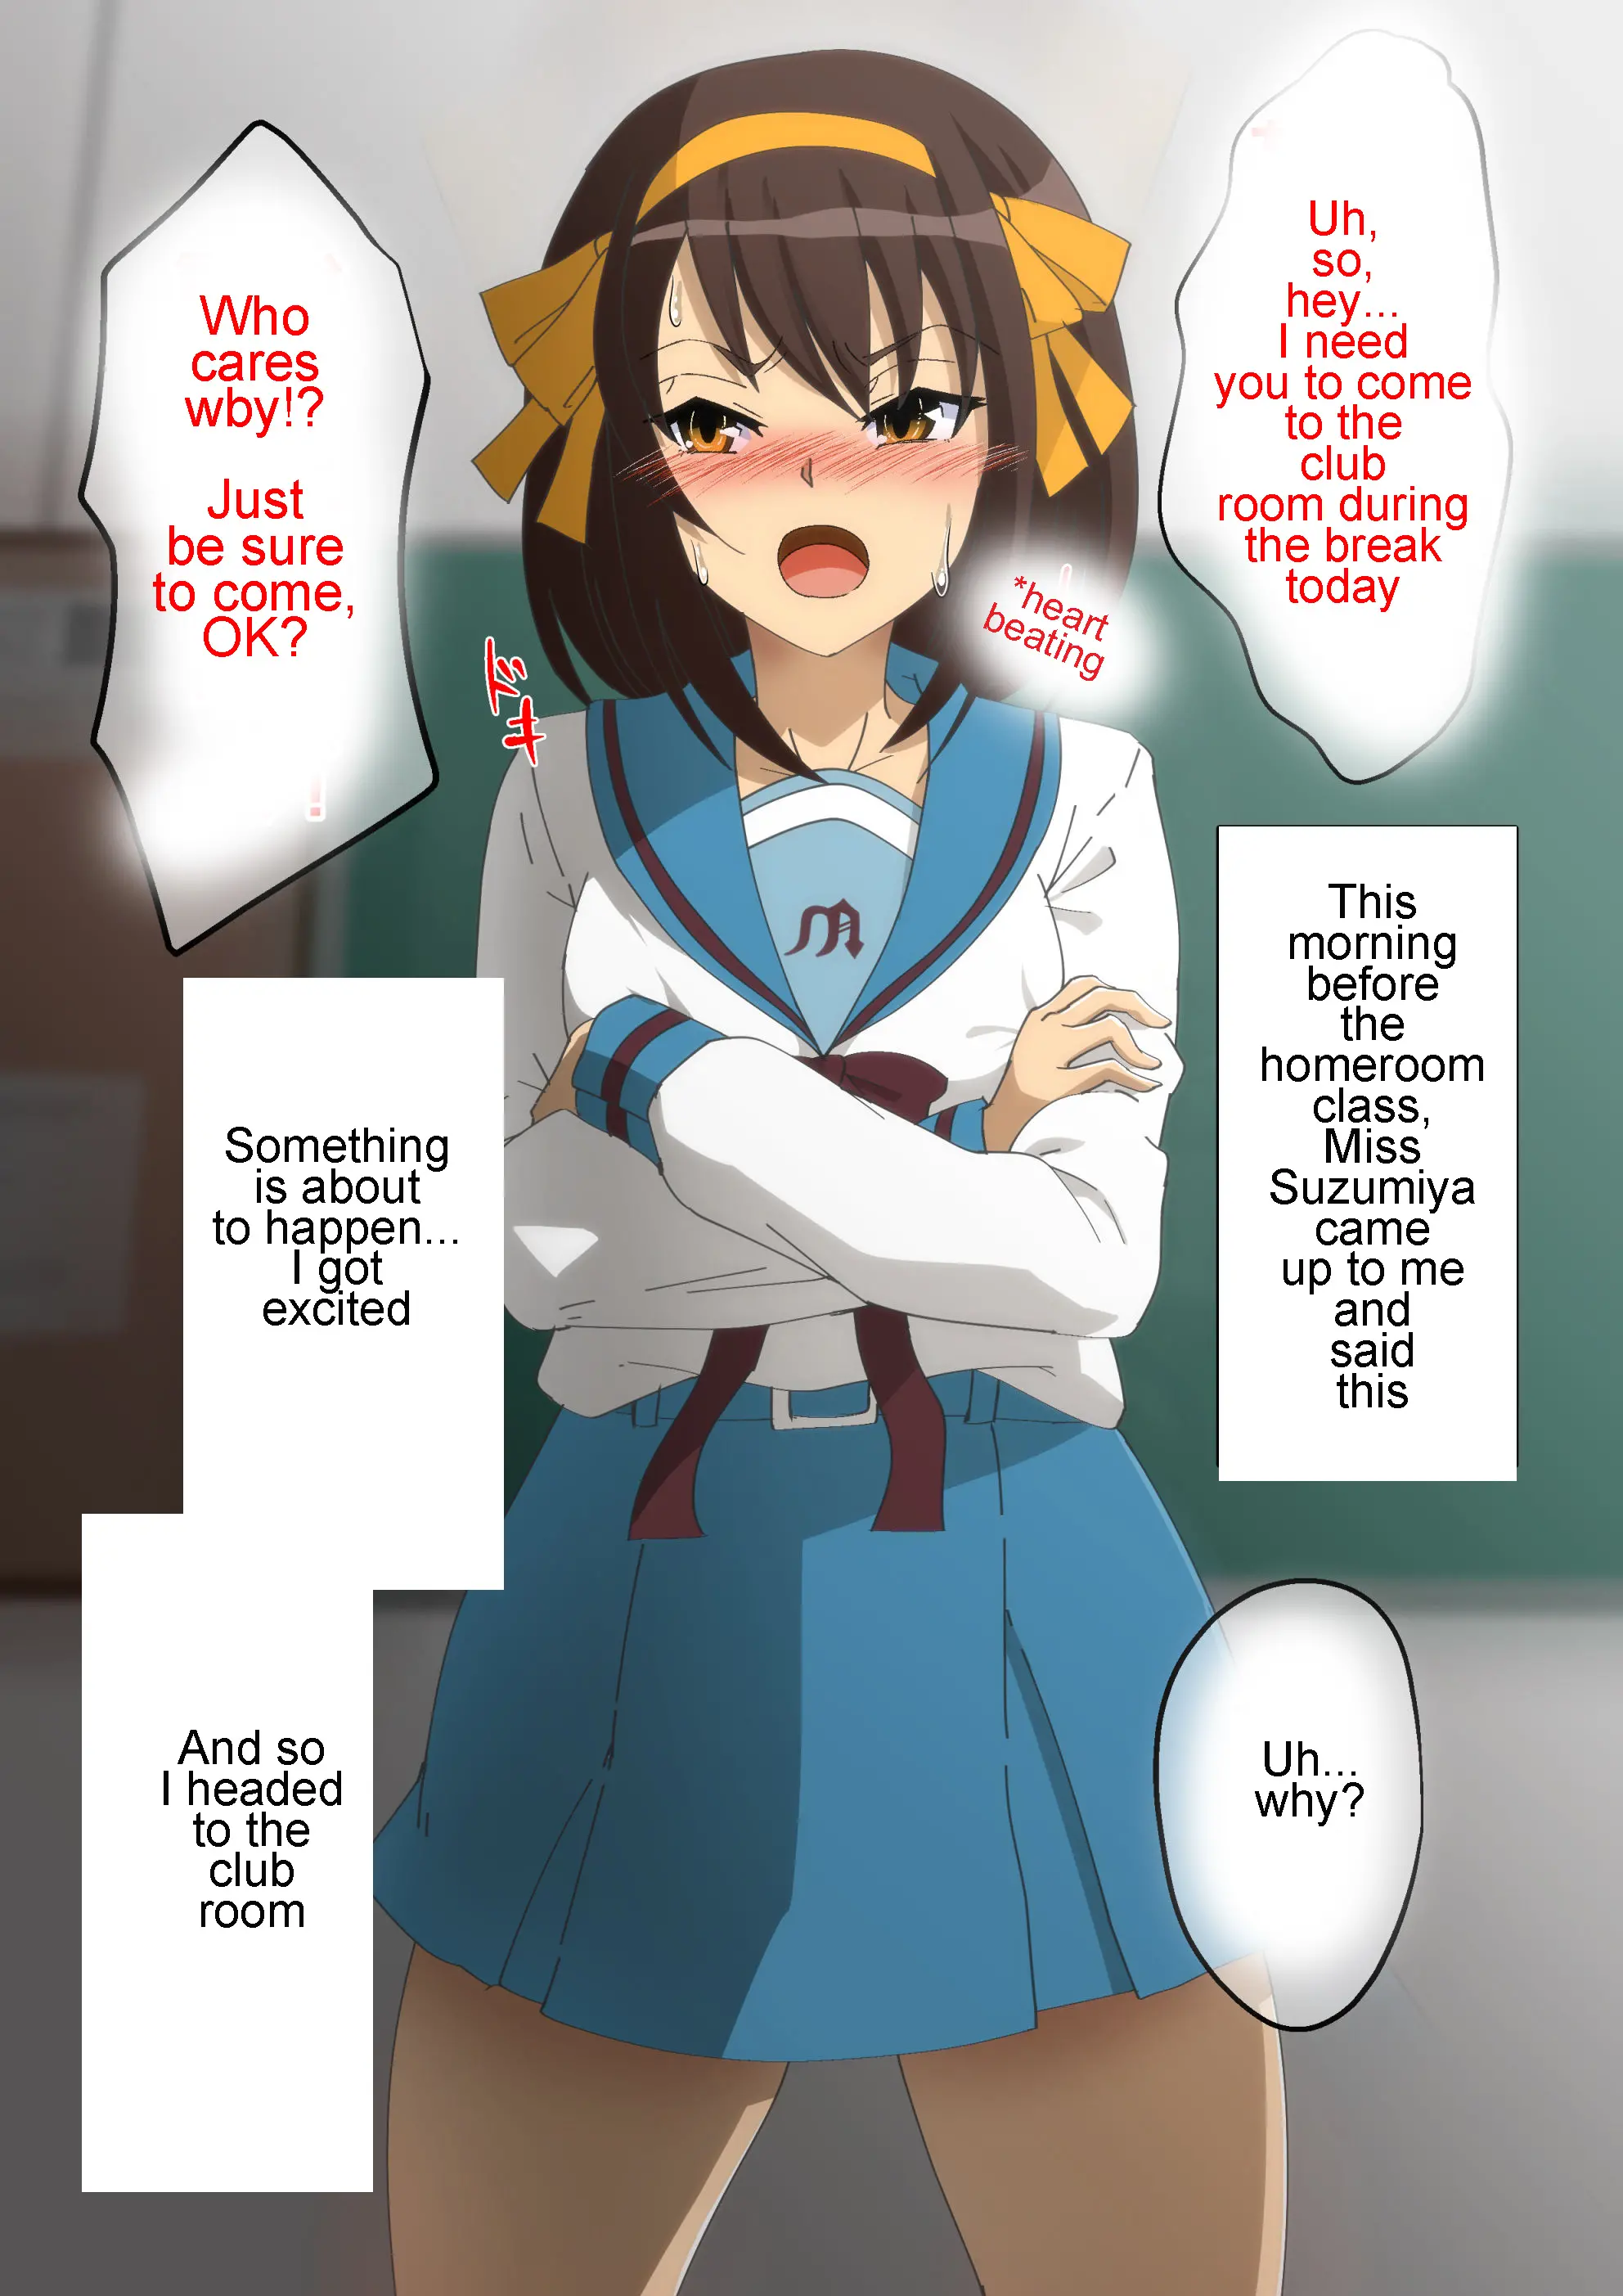 Uh,
so,
hey...
I need
you to come
to the
club
room during
the break
today
This
morning
before
the
homeroom
class,
Miss
Suzumiya
came
up to me
and
said
this
*heart
beating
ドキ
Uh...
why?
Who
cares
wby!?
Just
be sure
to come,
OK?
Something
is about
to happen...
I got
excited
And so
I headed
to the
club
room